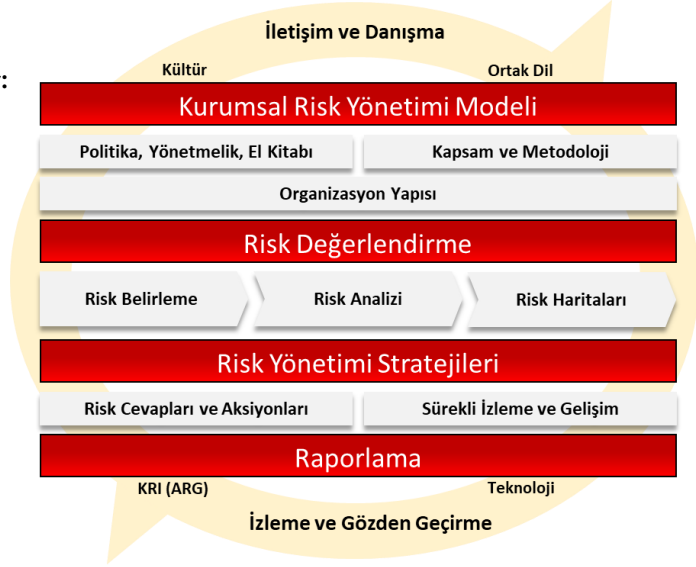 İletişim ve Danışma
Kültür Ortak Dil
:
Kurumsal Risk Yönetimi Modeli
Politika, Yönetmelik, El Kitabı Kapsam ve Metodoloji
Organizasyon Yapısı
Risk Değerlendirme
Risk Belirleme Risk Analizi Risk Haritaları
Risk Yönetimi Stratejileri
Risk Cevapları ve Aksiyonları Sürekli İzleme ve Gelişim
Raporlama
KRI (ARG) Teknoloji
İzleme ve Gözden Geçirme